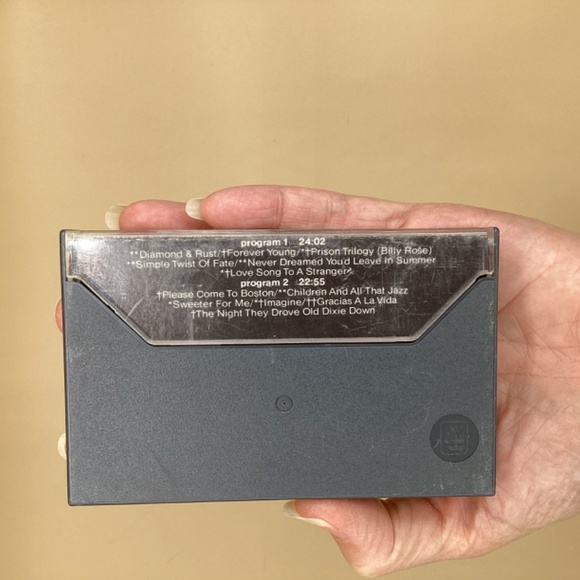 program 1 24:02
**Diamond & Rust/†Forever Young/*†Prison Trilogy (Billy Rose)
**Simple Twist Of Fate/**Never Dreamed Youd Leave In Summer
*†Love Song To A Stranger
program 2 22:55
†Please Come To Boston/**Children And All That Jazz
*Sweeter For Me/*†Imagine/††Gracias A La Vida
†The Night They Drove Old Dixie Down